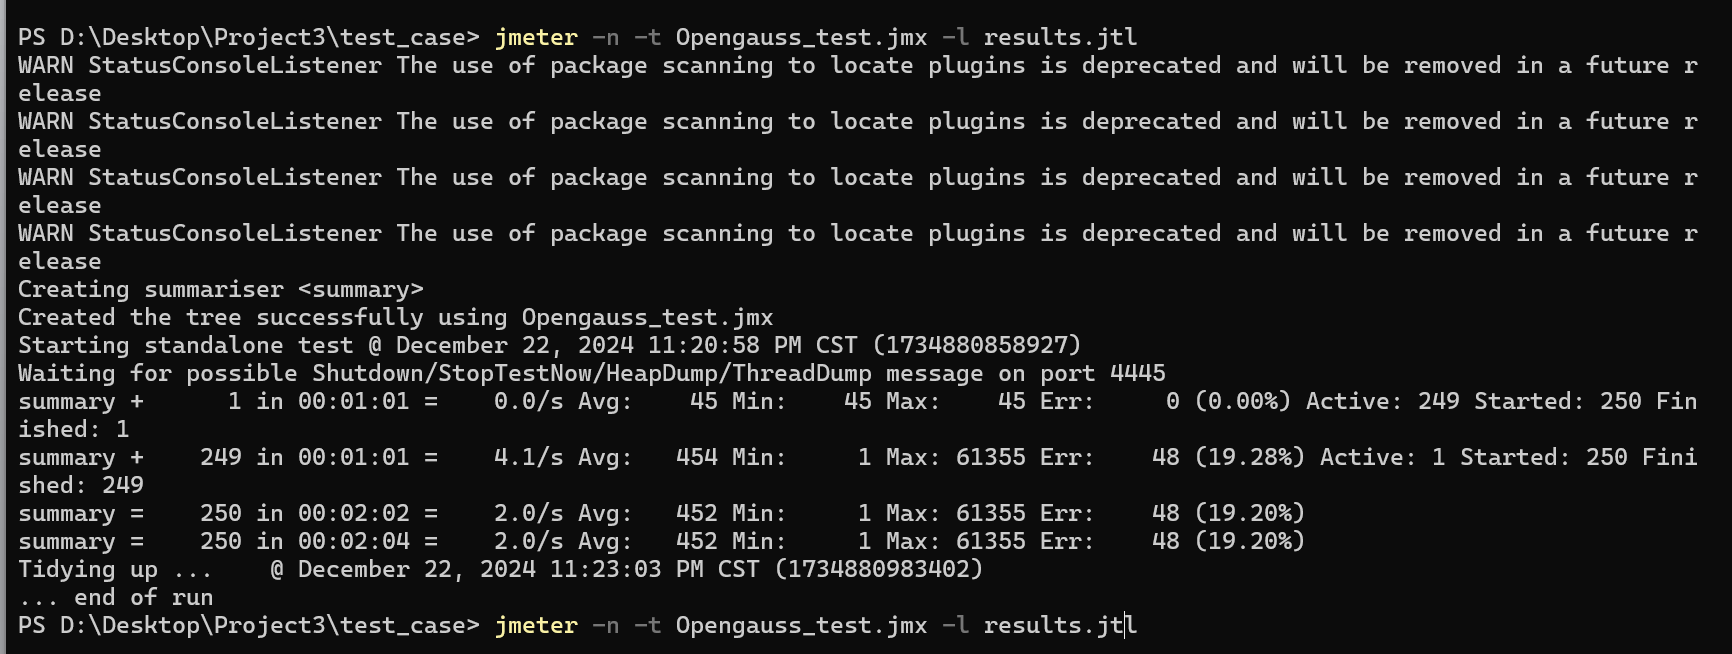 PS D:\Desktop\Project3\test_case> jmeter -n -t Opengauss_test.jmx -l results.jtl
WARN StatusConsoleListener The use of package scanning to locate plugins is deprecated and will be removed in a future r
elease
WARN StatusConsoleListener The use of package scanning to locate plugins is deprecated and will be removed in a future r
elease
WARN StatusConsoleListener The use of package scanning to locate plugins is deprecated and will be removed in a future r
elease
WARN StatusConsoleListener The use of package scanning to locate plugins is deprecated and will be removed in a future r
elease
Creating summariser <summary>
Created the tree successfully using Opengauss_test.jmx
Starting standalone test @ December 22, 2024 11:20:58 PM CST (1734880858927)
Waiting for possible Shutdown/StopTestNow/HeapDump/ThreadDump message on port 4445
summary +      1 in 00:01:01 =    0.0/s Avg:    45 Min:    45 Max:    45 Err:     0 (0.00%) Active: 249 Started: 250 Fin
ished: 1
summary +    249 in 00:01:01 =    4.1/s Avg:   454 Min:     1 Max: 61355 Err:    48 (19.28%) Active: 1 Started: 250 Fini
shed: 249
summary =    250 in 00:02:02 =    2.0/s Avg:   452 Min:     1 Max: 61355 Err:    48 (19.20%)
summary =    250 in 00:02:04 =    2.0/s Avg:   452 Min:     1 Max: 61355 Err:    48 (19.20%)
Tidying up ...    @ December 22, 2024 11:23:03 PM CST (1734880983402)
... end of run
PS D:\Desktop\Project3\test_case> jmeter -n -t Opengauss_test.jmx -l results.jtl